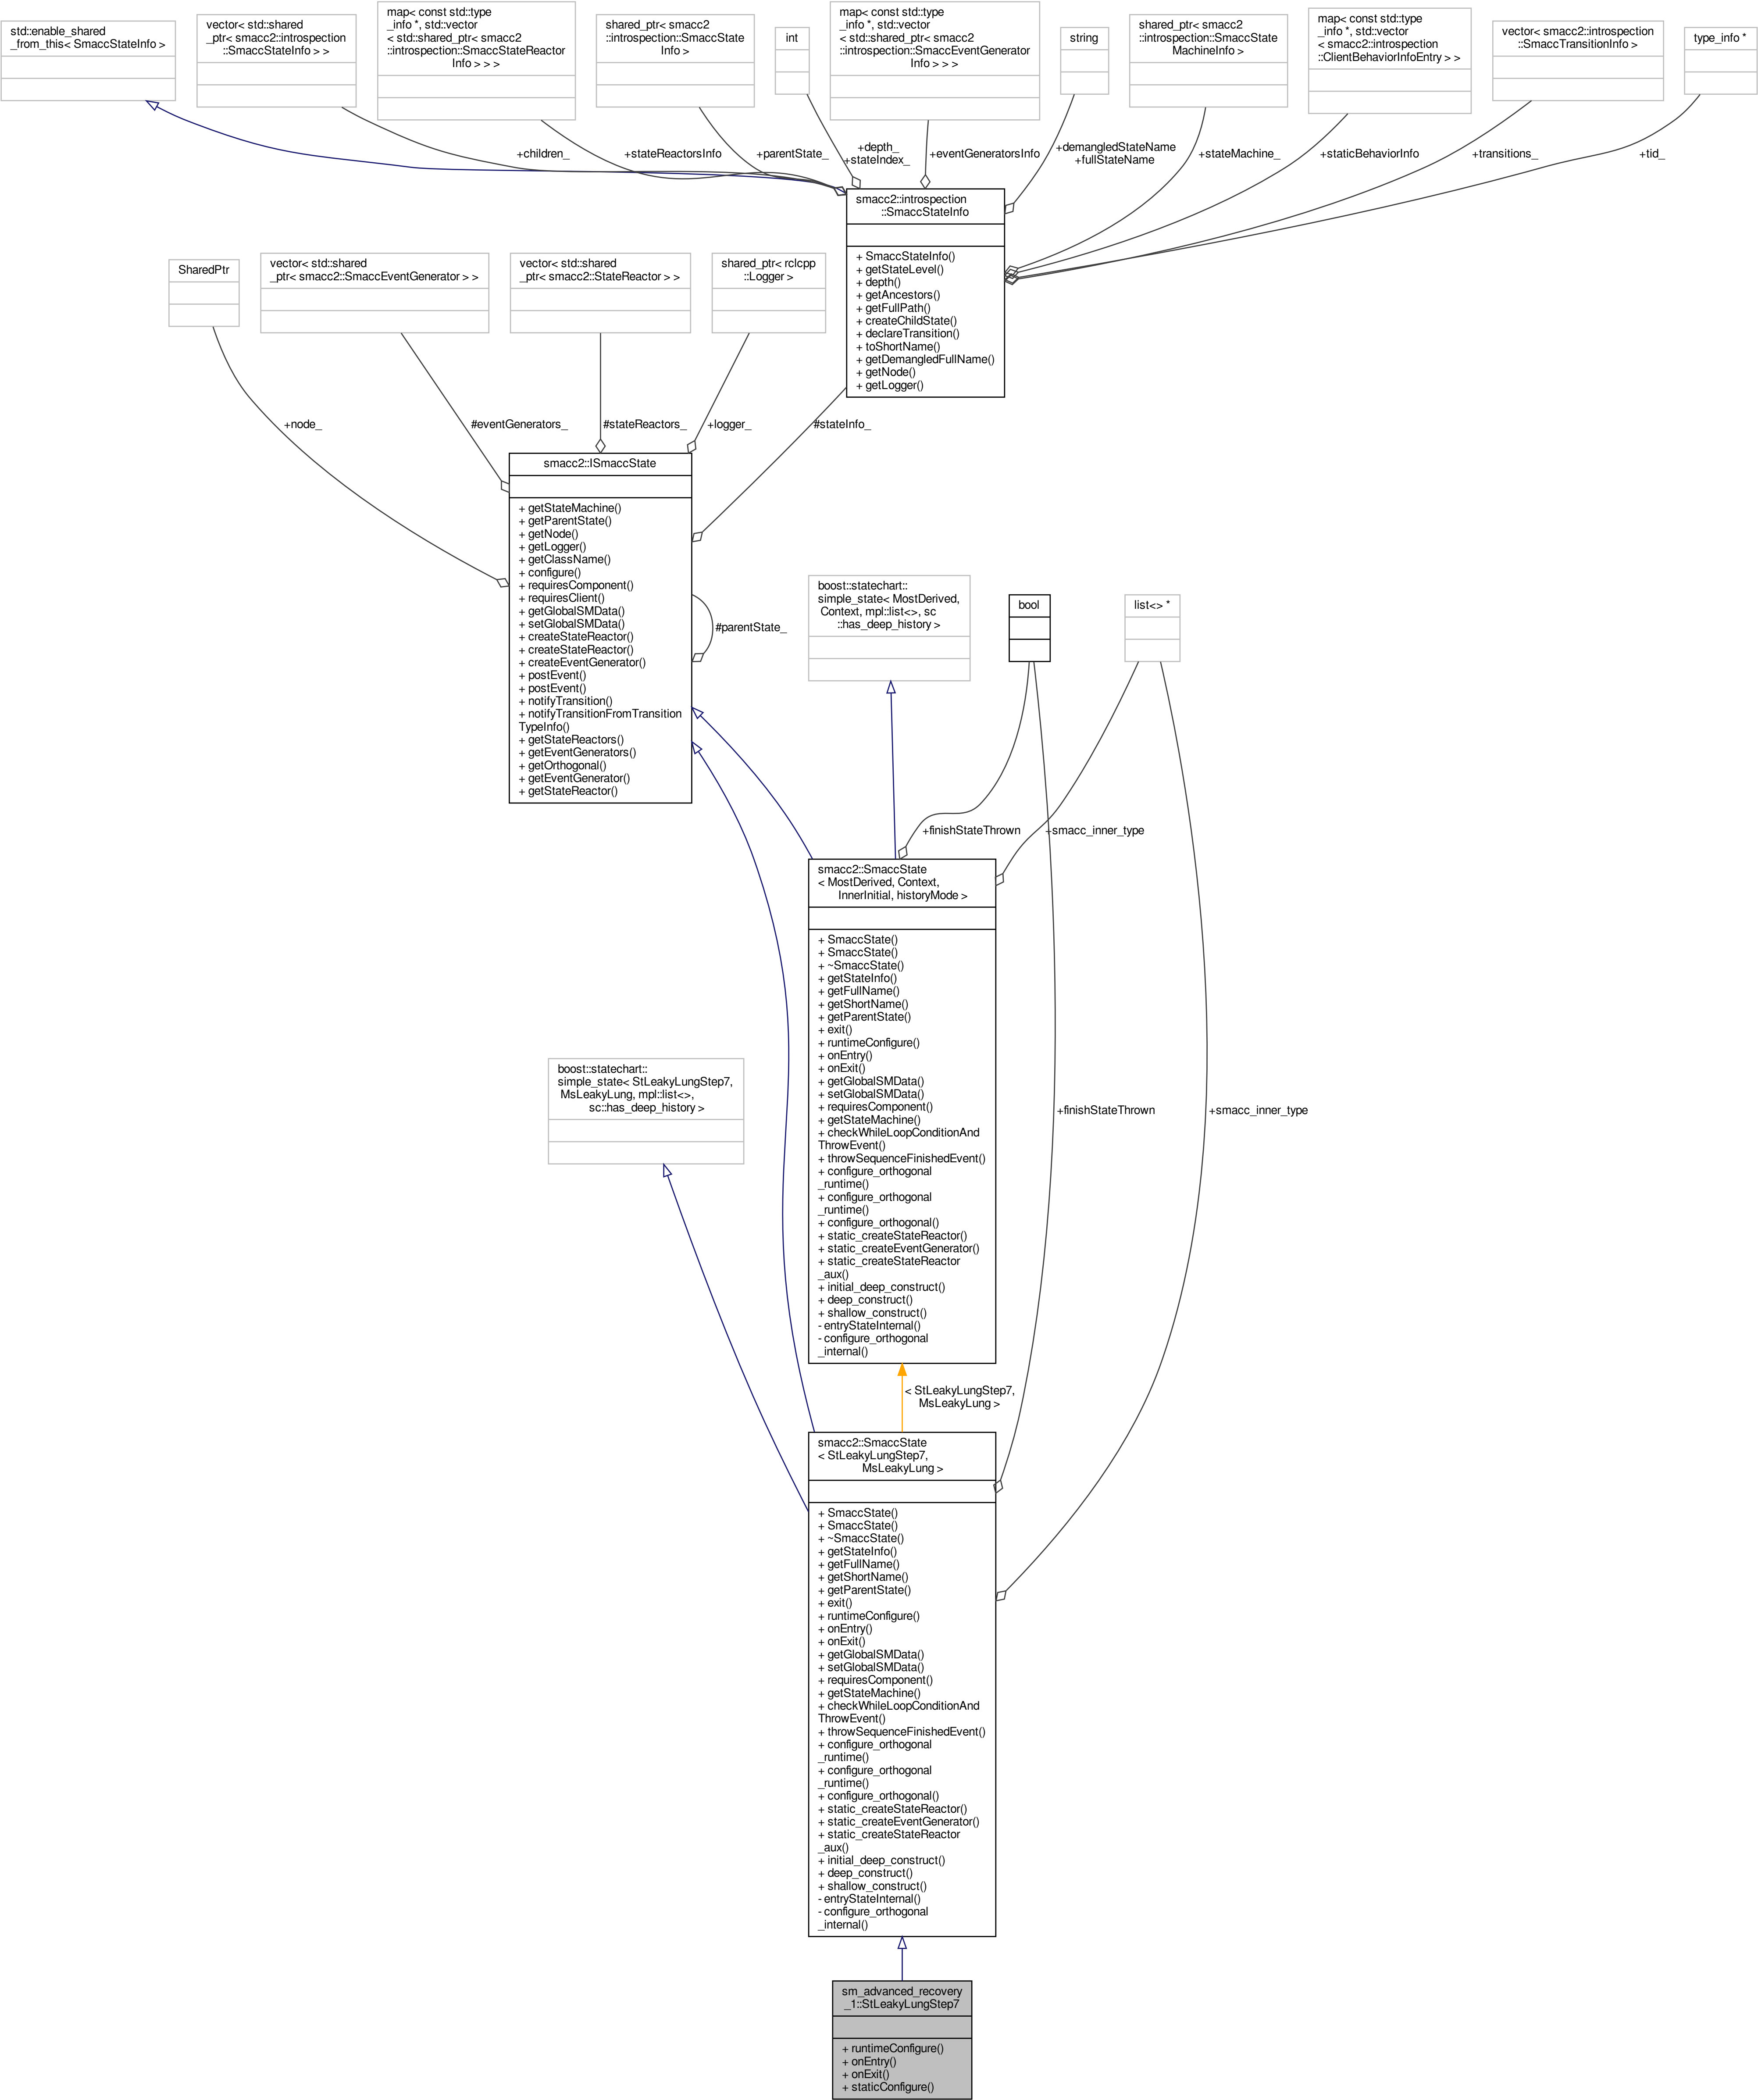 std::enable_shared
_from_this< SmaccStateInfo >
vector< std::shared
_ptr< smacc2::introspection
::SmaccStateInfo > >
map< const std::type
_info *, std::vector
< std::shared_ptr< smacc2
::introspection::SmaccStateReactor
Info > > >
shared_ptr< smacc2
::introspection::SmaccState
Info >
int
map< const std::type
_info *, std::vector
< std::shared_ptr< smacc2
::introspection::SmaccEventGenerator
Info > > >
string
shared_ptr< smacc2
::introspection::SmaccState
MachineInfo >
map< const std::type
_info *, std::vector
< smacc2::introspection
::ClientBehaviorInfoEntry > >
vector< smacc2::introspection
::SmaccTransitionInfo >
type_info *
+children_
+stateReactorsInfo
+parentState_
+depth_
+stateIndex_
+eventGeneratorsInfo
+demangledStateName
+fullStateName
+stateMachine_
+staticBehaviorInfo
+transitions_
+tid_
smacc2::introspection
::SmaccStateInfo
+ SmaccStateInfo()
+ getStateLevel()
+ depth()
+ getAncestors()
+ getFullPath()
+ createChildState()
+ declareTransition()
+ toShortName()
+ getDemangledFullName()
+ getNode()
+ getLogger()
SharedPtr
vector< std::shared
_ptr< smacc2::SmaccEventGenerator > >
vector< std::shared
_ptr< smacc2::StateReactor > >
shared_ptr< rclcpp
::Logger >
+node_
#eventGenerators_
#stateReactors_
+logger_
#stateInfo_
smacc2::ISmaccState
+ getStateMachine()
+ getParentState()
+ getNode()
+ getLogger()
+ getClassName()
+ configure()
+ requiresComponent()
+ requiresClient()
+ getGlobalSMData()
+ setGlobalSMData()
+ createStateReactor()
+ createStateReactor()
+ createEventGenerator()
+ postEvent()
+ postEvent()
+ notifyTransition()
+ notifyTransitionFromTransition
TypeInfo()
+ getStateReactors()
+ getEventGenerators()
+ getOrthogonal()
+ getEventGenerator()
+ getStateReactor()
#parentState_
boost::statechart::
simple_state< MostDerived,
Context, mpl::list<>, sc
::has_deep_history >
bool
list<> *
+finishStateThrown
+smacc_inner_type
smacc2::SmaccState
< MostDerived, Context,
InnerInitial, historyMode >
+ SmaccState()
+ SmaccState()
+ ~SmaccState()
+ getStateInfo()
+ getFullName()
+ getShortName()
+ getParentState()
+ exit()
+ runtimeConfigure()
+ onEntry()
+ onExit()
+ getGlobalSMData()
+ setGlobalSMData()
+ requiresComponent()
+ getStateMachine()
+ checkWhileLoopConditionAnd
ThrowEvent()
+ throwSequenceFinishedEvent()
+ configure_orthogonal
_runtime()
+ configure_orthogonal
_runtime()
+ configure_orthogonal()
+ static_createStateReactor()
+ static_createEventGenerator()
+ static_createStateReactor
_aux()
+ initial_deep_construct()
+ deep_construct()
+ shallow_construct()
- entryStateInternal()
- configure_orthogonal
_internal()
boost::statechart::
simple_state< StLeakyLungStep7,
MsLeakyLung, mpl::list<>,
sc::has_deep_history >
+finishStateThrown
+smacc_inner_type
< StLeakyLungStep7,
MsLeakyLung >
smacc2::SmaccState
< StLeakyLungStep7,
MsLeakyLung >
+ SmaccState()
+ SmaccState()
+ ~SmaccState()
+ getStateInfo()
+ getFullName()
+ getShortName()
+ getParentState()
+ exit()
+ runtimeConfigure()
+ onEntry()
+ onExit()
+ getGlobalSMData()
+ setGlobalSMData()
+ requiresComponent()
+ getStateMachine()
+ checkWhileLoopConditionAnd
ThrowEvent()
+ throwSequenceFinishedEvent()
+ configure_orthogonal
_runtime()
+ configure_orthogonal
_runtime()
+ configure_orthogonal()
+ static_createStateReactor()
+ static_createEventGenerator()
+ static_createStateReactor
_aux()
+ initial_deep_construct()
+ deep_construct()
+ shallow_construct()
- entryStateInternal()
- configure_orthogonal
_internal()
sm_advanced_recovery
_1::StLeakyLungStep7
+ runtimeConfigure()
+ onEntry()
+ onExit()
+ staticConfigure()